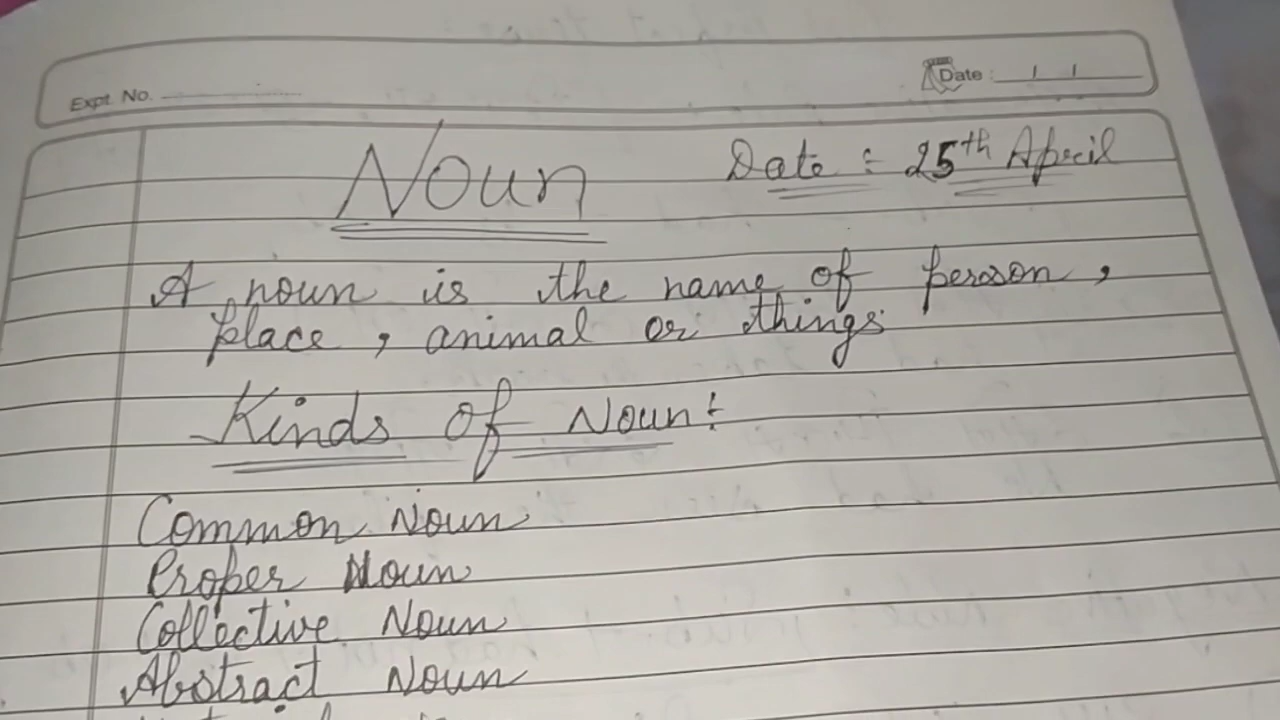 Expt. No.
Date :
Noun
Date : 25th April
A noun is the name of person,
place, animal or things
Kinds of Noun:
Common Noun
Proper Noun
Collective Noun
Abstract Noun